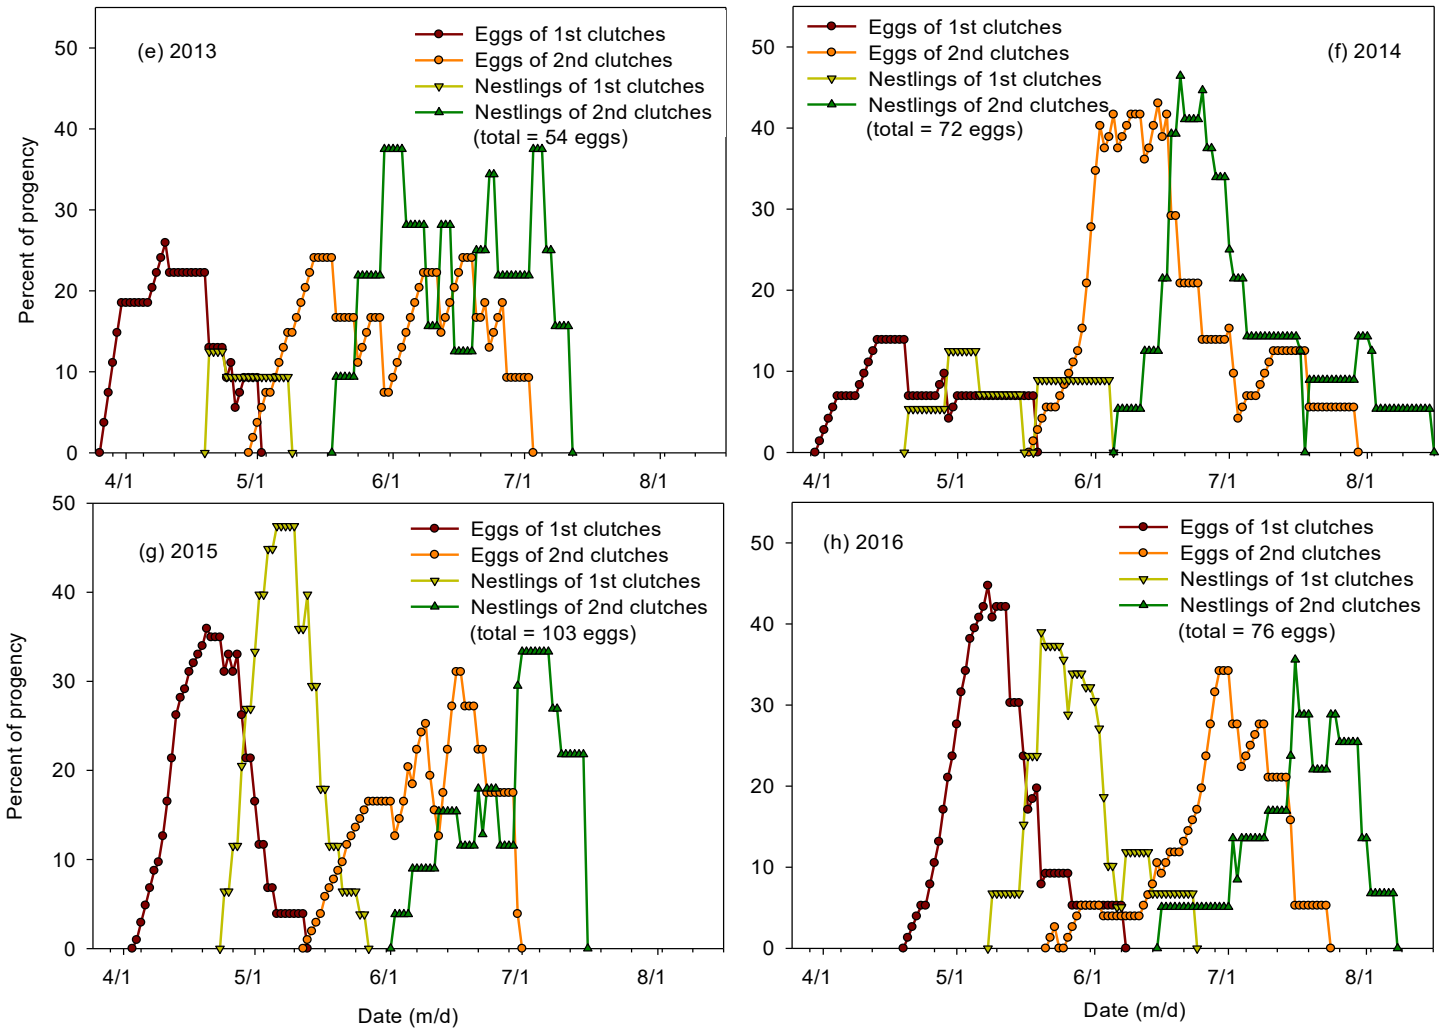 (e) 2013
Eggs of 1st clutches
Eggs of 2nd clutches
Nestlings of 1st clutches
Nestlings of 2nd clutches
(total = 54 eggs)
Percent of progency
50
40
30
20
10
0
4/1 5/1 6/1 7/1 8/1
(f) 2014
Eggs of 1st clutches
Eggs of 2nd clutches
Nestlings of 1st clutches
Nestlings of 2nd clutches
(total = 72 eggs)
50
40
30
20
10
0
4/1 5/1 6/1 7/1 8/1
(g) 2015
Eggs of 1st clutches
Eggs of 2nd clutches
Nestlings of 1st clutches
Nestlings of 2nd clutches
(total = 103 eggs)
Percent of progency
50
40
30
20
10
0
4/1 5/1 6/1 7/1 8/1
Date (m/d)
(h) 2016
Eggs of 1st clutches
Eggs of 2nd clutches
Nestlings of 1st clutches
Nestlings of 2nd clutches
(total = 76 eggs)
50
40
30
20
10
0
4/1 5/1 6/1 7/1 8/1
Date (m/d)